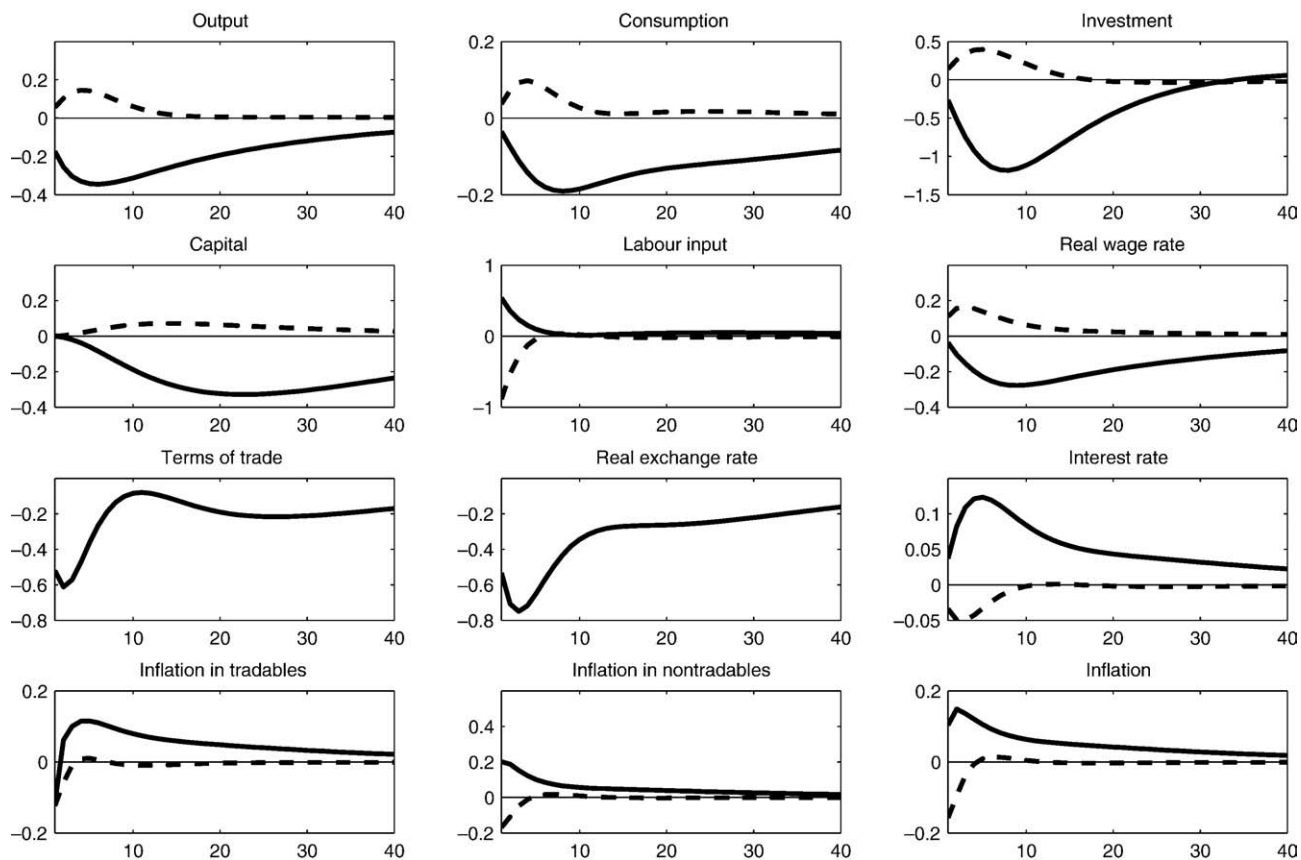 Output Consumption Investment
0.2 0.2 0.5
0 0 0
−0.2 −0.5
−1
−0.4 −0.2 −1.5
10 20 30 40 10 20 30 40 10 20 30 40
Capital Labour input Real wage rate
1
0.2 0.2
0 0 0
−0.2 −0.2
−0.4 −1 −0.4
10 20 30 40 10 20 30 40 10 20 30 40
Terms of trade Real exchange rate Interest rate
−0.2 −0.2 0.1
−0.4 −0.4 0.05
−0.6 −0.6 0
−0.8 −0.8 −0.05
10 20 30 40 10 20 30 40 10 20 30 40
Inflation in tradables Inflation in nontradables Inflation
0.2 0.2 0.2
0.2
0 0 0
−0.2 −0.2 −0.2
10 20 30 40 10 20 30 40 10 20 30 40